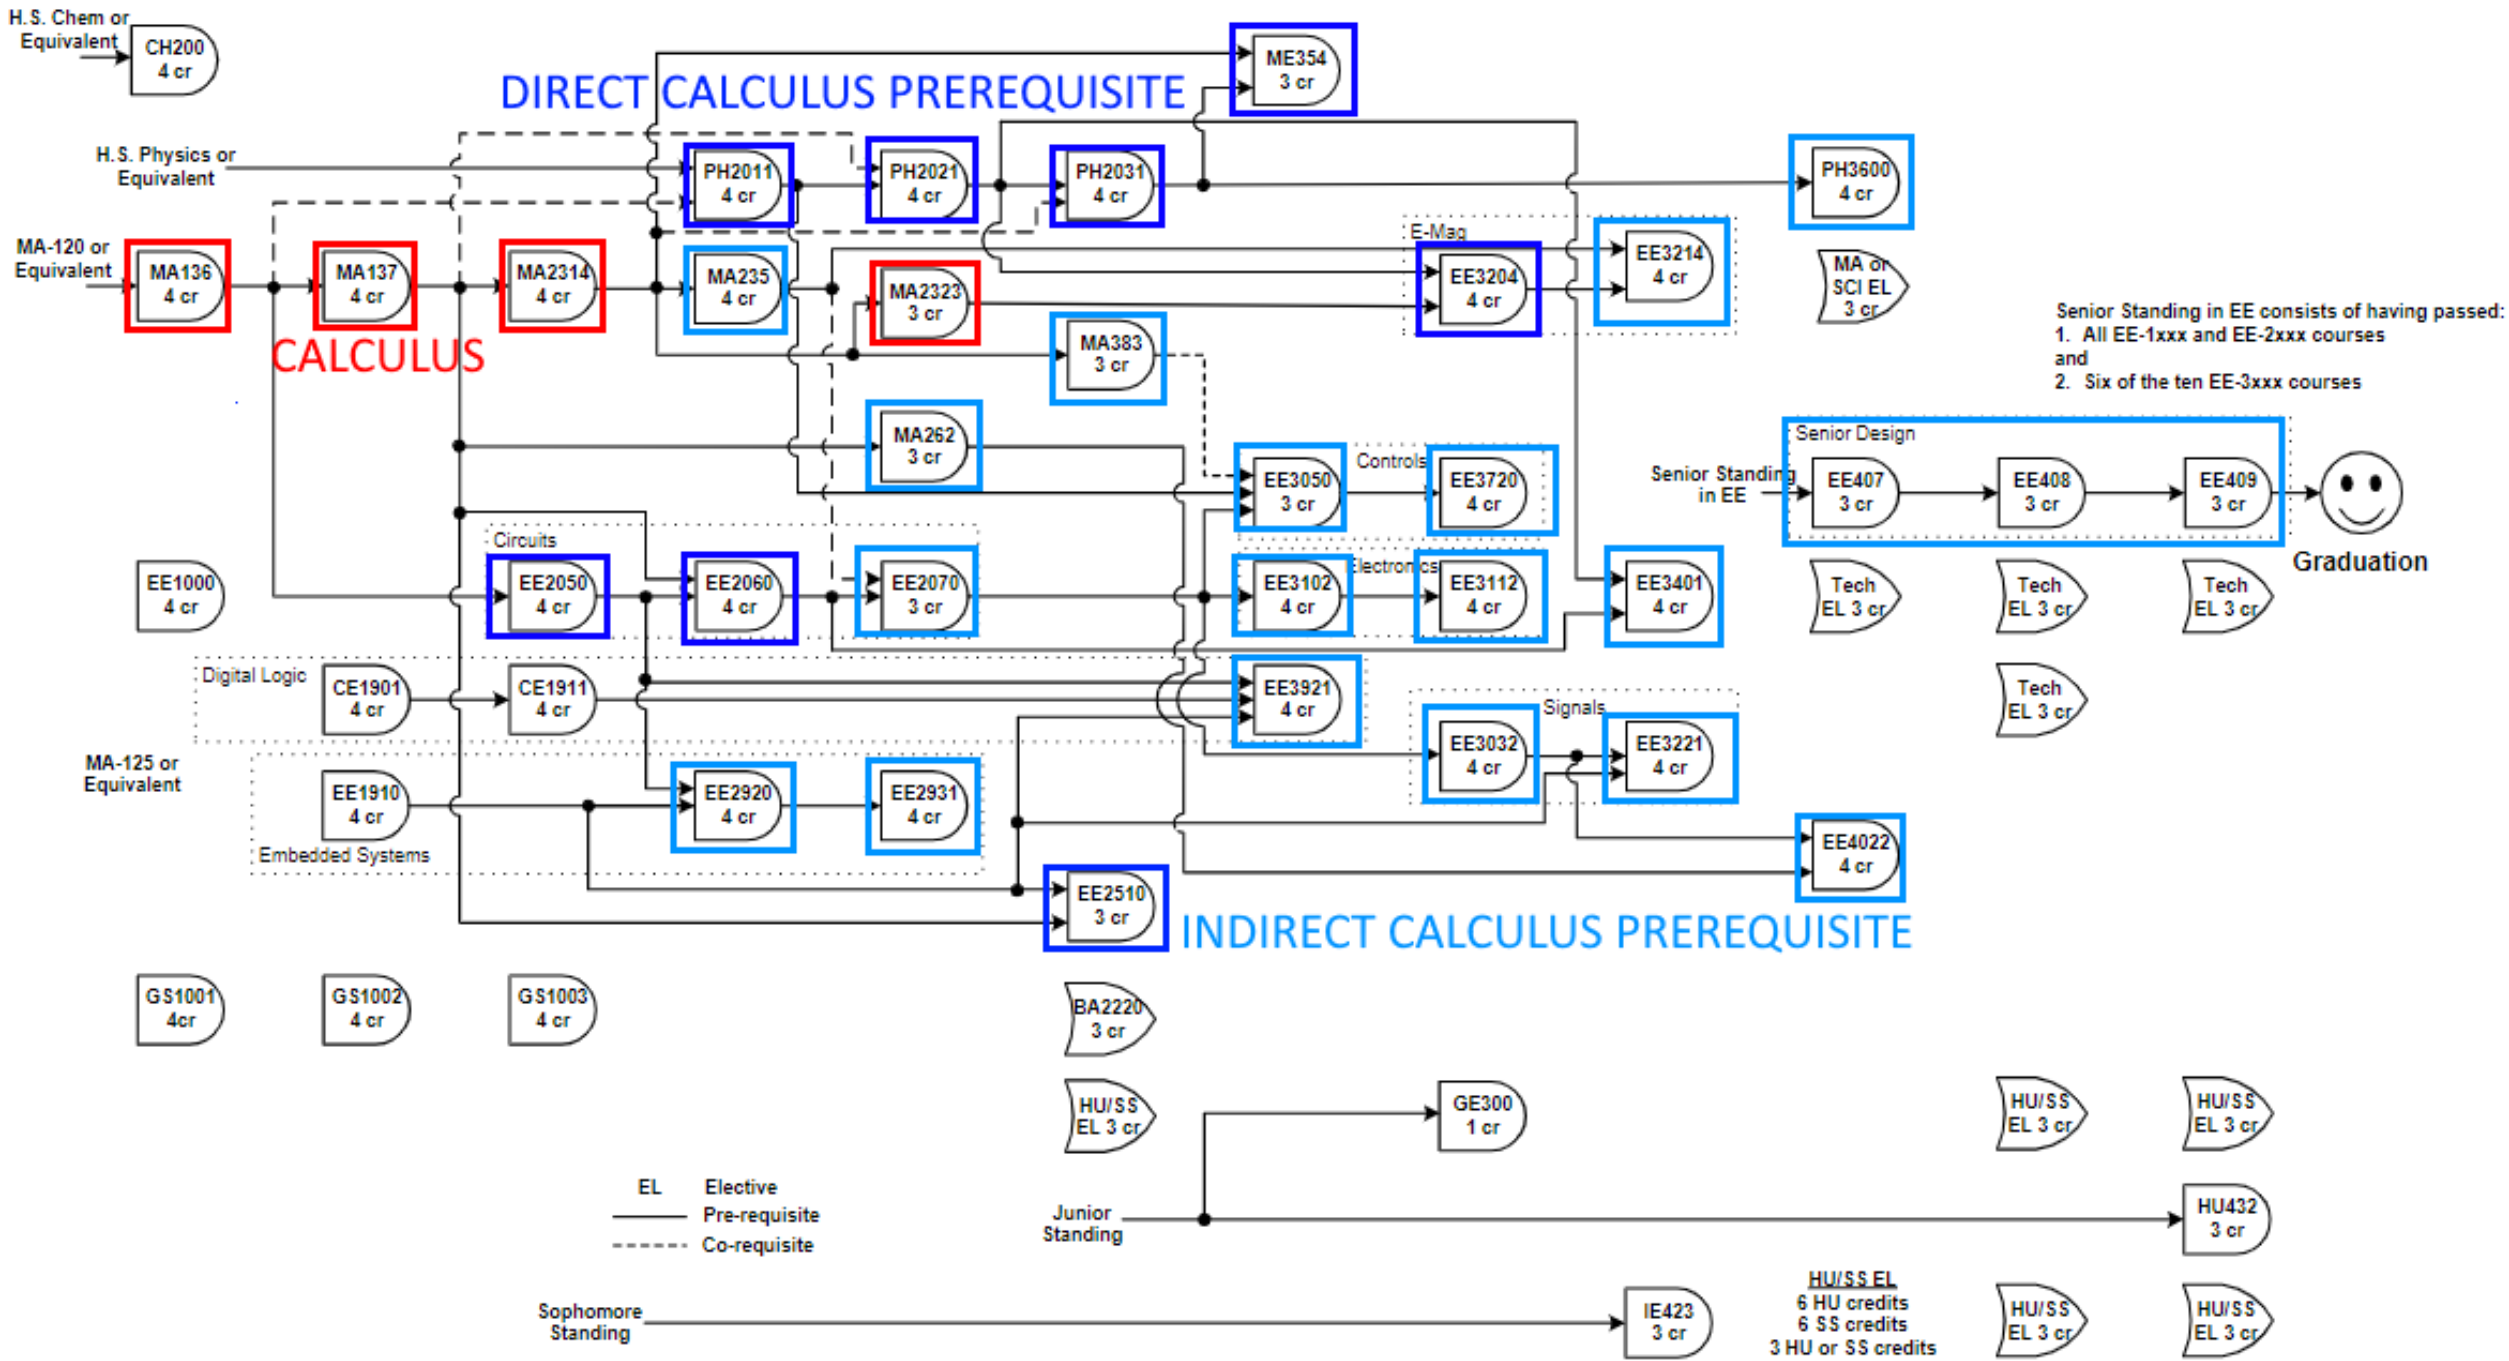 H.S. Chem or
Equivalent
CH200
4 cr
ME354
3 cr
DIRECT CALCULUS PREREQUISITE
H.S. Physics or
Equivalent
PH2011
4 cr
PH2021
4 cr
PH2031
4 cr
PH3600
4 cr
MA-120 or
Equivalent
MA136
4 cr
MA137
4 cr
MA2314
4 cr
MA235
4 cr
MA2323
3 cr
E-Mag
EE3204
4 cr
EE3214
4 cr
MA or
SCI EL
3 cr
CALCULUS
MA383
3 cr
Senior Standing in EE consists of having passed:
1. All EE-1xxx and EE-2xxx courses
and
2. Six of the ten EE-3xxx courses
MA262
3 cr
EE3050
3 cr
Controls
EE3720
4 cr
Senior Standing
in EE
Senior Design
EE407
3 cr
EE408
3 cr
EE409
3 cr
Graduation
Circuits
EE1000
4 cr
EE2050
4 cr
EE2060
4 cr
EE2070
3 cr
EE3102
4 cr
Electronics
EE3112
4 cr
EE3401
4 cr
Tech
EL 3 cr
Tech
EL 3 cr
Tech
EL 3 cr
Digital Logic
CE1901
4 cr
CE1911
4 cr
EE3921
4 cr
Tech
EL 3 cr
Signals
EE3032
4 cr
EE3221
4 cr
MA-125 or
Equivalent
EE1910
4 cr
EE2920
4 cr
EE2931
4 cr
Embedded Systems
EE4022
4 cr
EE2510
3 cr
INDIRECT CALCULUS PREREQUISITE
GS1001
4cr
GS1002
4 cr
GS1003
4 cr
BA2220
3 cr
HU/SS
EL 3 cr
GE300
1 cr
HU/SS
EL 3 cr
HU/SS
EL 3 cr
EL Elective
Pre-requisite
Co-requisite
Junior
Standing
HU432
3 cr
Sophomore
Standing
IE423
3 cr
HU/SS EL
6 HU credits
6 SS credits
3 HU or SS credits
HU/SS
EL 3 cr
HU/SS
EL 3 cr